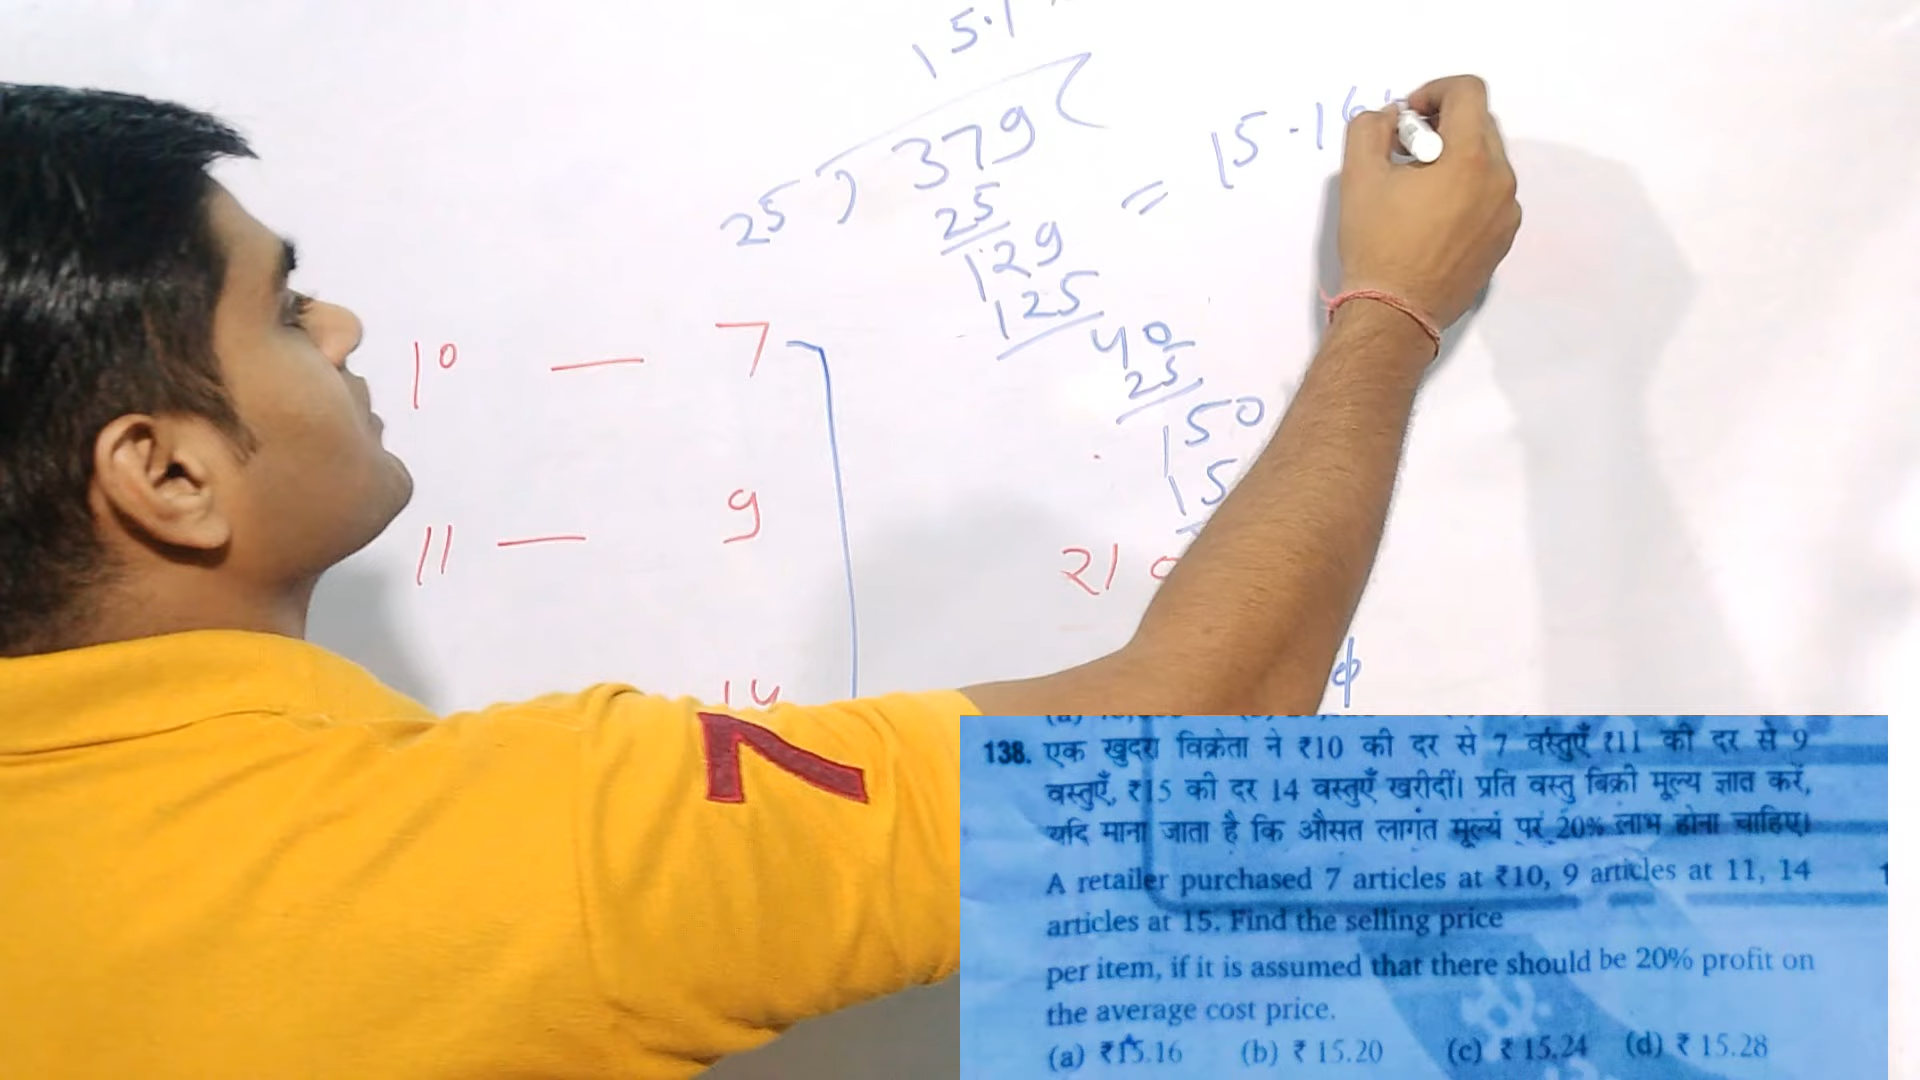 15.1
25 ) 379 (
25
129
125
40
25
150
15
= 15.16
10 — 7
11 — 9
14
210
7
138. एक खुदरा विक्रेता ने ₹10 की दर से 7 वस्तुएँ ₹11 की दर से 9
वस्तुएँ, ₹15 की दर 14 वस्तुएँ खरीदीं। प्रति वस्तु बिक्री मूल्य ज्ञात करें,
यदि माना जाता है कि औसत लागत मूल्य पर 20% लाभ होना चाहिए।
A retailer purchased 7 articles at ₹10, 9 articles at 11, 14
articles at 15. Find the selling price
per item, if it is assumed that there should be 20% profit on
the average cost price.
(a) ₹15.16 (b) ₹ 15.20 (c) ₹ 15.24 (d) ₹ 15.28